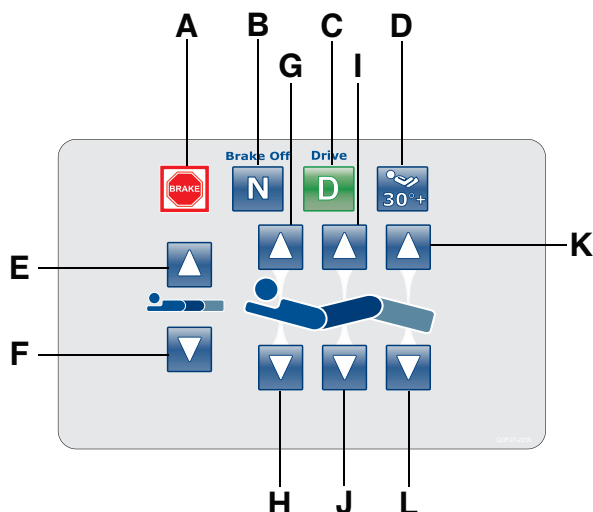 A B C D
G I
Brake Off Drive
BRAKE N D 30°+
E K
F
H J L